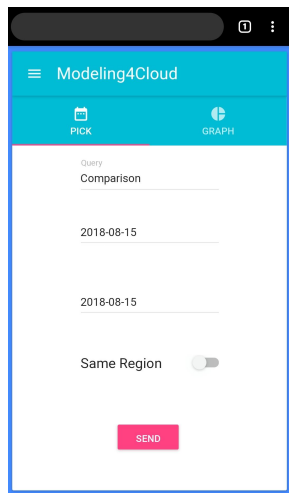 1
Modeling4Cloud
PICK
GRAPH
Query
Comparison
2018-08-15
2018-08-15
Same Region
SEND